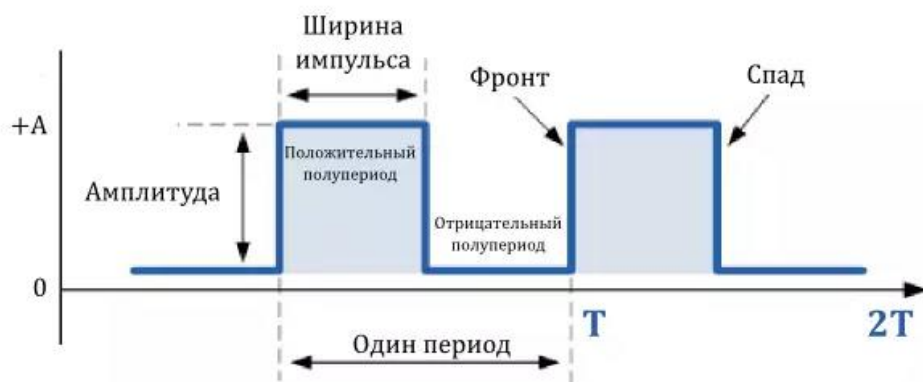 Ширина
импульса
Фронт
Спад
+A
Положительный
полупериод
Амплитуда
Отрицательный
полупериод
0
T
2T
Один период